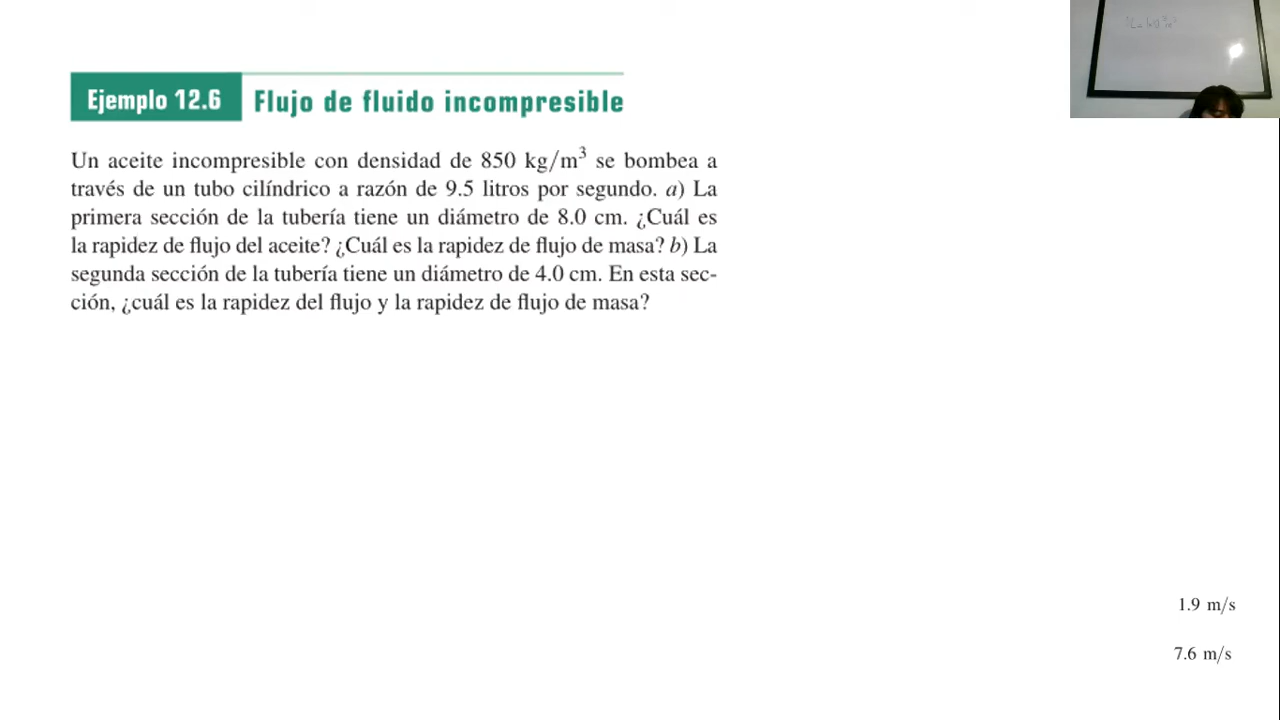 Ejemplo 12.6 Flujo de fluido incompresible
Un aceite incompresible con densidad de 850 kg/m³ se bombea a
través de un tubo cilíndrico a razón de 9.5 litros por segundo. a) La
primera sección de la tubería tiene un diámetro de 8.0 cm. ¿Cuál es
la rapidez de flujo del aceite? ¿Cuál es la rapidez de flujo de masa? b) La
segunda sección de la tubería tiene un diámetro de 4.0 cm. En esta sec-
ción, ¿cuál es la rapidez del flujo y la rapidez de flujo de masa?
1.9 m/s
7.6 m/s